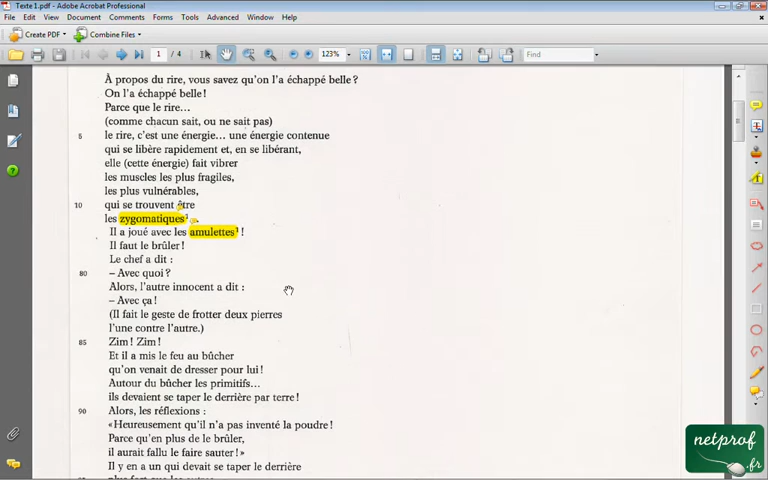 Texte 1.pdf - Adobe Acrobat Professional
File Edit View Document Comments Forms Tools Advanced Window Help
Create PDF Combine Files
1 / 4 123% Find
À propos du rire, vous savez qu'on l'a échappé belle ?
On l'a échappé belle !
Parce que le rire…
(comme chacun sait, ou ne sait pas)
5 le rire, c'est une énergie… une énergie contenue
qui se libère rapidement et, en se libérant,
elle (cette énergie) fait vibrer
les muscles les plus fragiles,
les plus vulnérables,
10 qui se trouvent être
les zygomatiques¹.
Il a joué avec les amulettes³ !
Il faut le brûler !
Le chef a dit :
80 – Avec quoi ?
Alors, l'autre innocent a dit :
– Avec ça !
(Il fait le geste de frotter deux pierres
l'une contre l'autre.)
85 Zim ! Zim !
Et il a mis le feu au bûcher
qu'on venait de dresser pour lui !
Autour du bûcher les primitifs…
ils devaient se taper le derrière par terre !
90 Alors, les réflexions :
«Heureusement qu'il n'a pas inventé la poudre !
Parce qu'en plus de le brûler,
il aurait fallu le faire sauter !»
Il y en a un qui devait se taper le derrière
plus fort que les autres
netprof
.fr